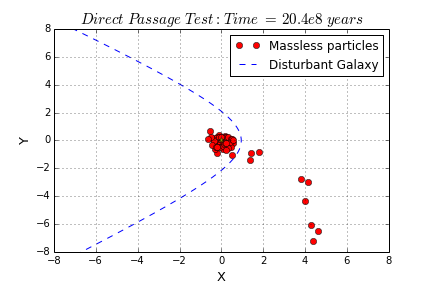 Direct Passage Test : Time = 20.4e8 years
Massless particles
Disturbant Galaxy
8
6
4
2
0
−2
−4
−6
−8
Y
−8 −6 −4 −2 0 2 4 6 8
X